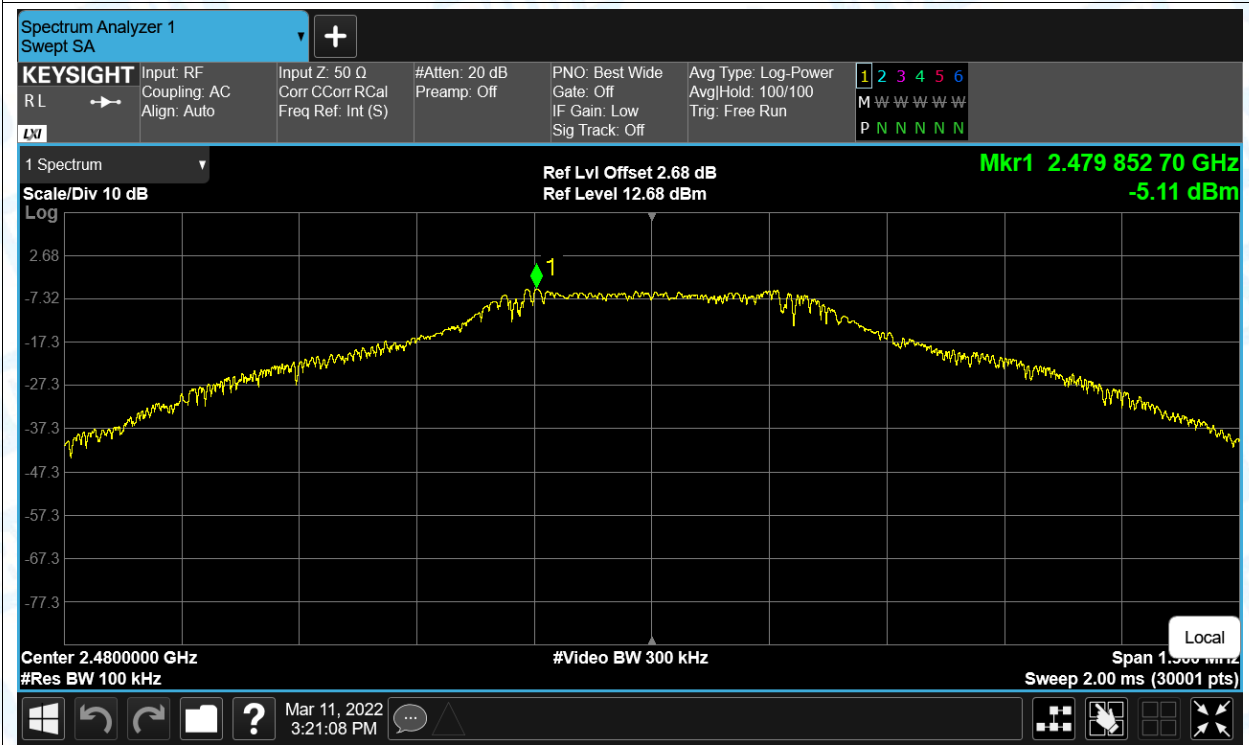 Spectrum Analyzer 1
Swept SA
KEYSIGHT
R L
LXI
Input: RF
Coupling: AC
Align: Auto
Input Z: 50 Ω
Corr CCorr RCal
Freq Ref: Int (S)
#Atten: 20 dB
Preamp: Off
PNO: Best Wide
Gate: Off
IF Gain: Low
Sig Track: Off
Avg Type: Log-Power
Avg|Hold: 100/100
Trig: Free Run
1 2 3 4 5 6
M W W W W W
P N N N N N
1 Spectrum
Scale/Div 10 dB
Ref Lvl Offset 2.68 dB
Ref Level 12.68 dBm
Mkr1 2.479 852 70 GHz
-5.11 dBm
Log
2.68
-7.32
-17.3
-27.3
-37.3
-47.3
-57.3
-67.3
-77.3
1
Center 2.4800000 GHz
#Res BW 100 kHz
#Video BW 300 kHz
Local
Span
Sweep 2.00 ms (30001 pts)
?
Mar 11, 2022
3:21:08 PM